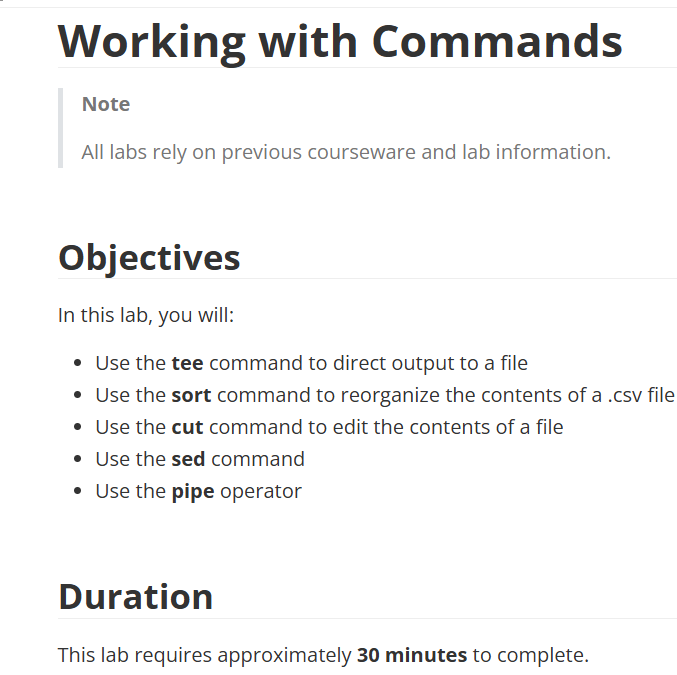 Working with Commands
Note
All labs rely on previous courseware and lab information.
Objectives
In this lab, you will:
Use the tee command to direct output to a file
Use the sort command to reorganize the contents of a .csv file
Use the cut command to edit the contents of a file
Use the sed command
Use the pipe operator
Duration
This lab requires approximately 30 minutes to complete.